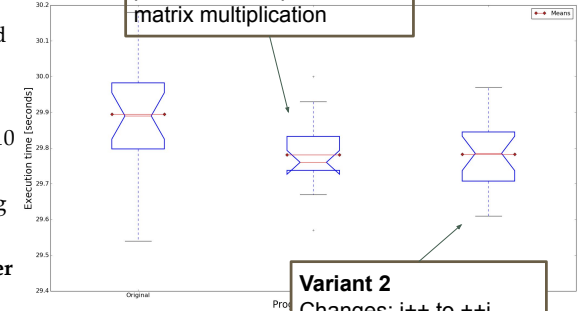 matrix multiplication
Means
30.2
30.1
30.0
29.9
29.8
29.7
29.6
29.5
29.4
Execution time [seconds]
Original
Variant 2
Changes: i++ to ++i